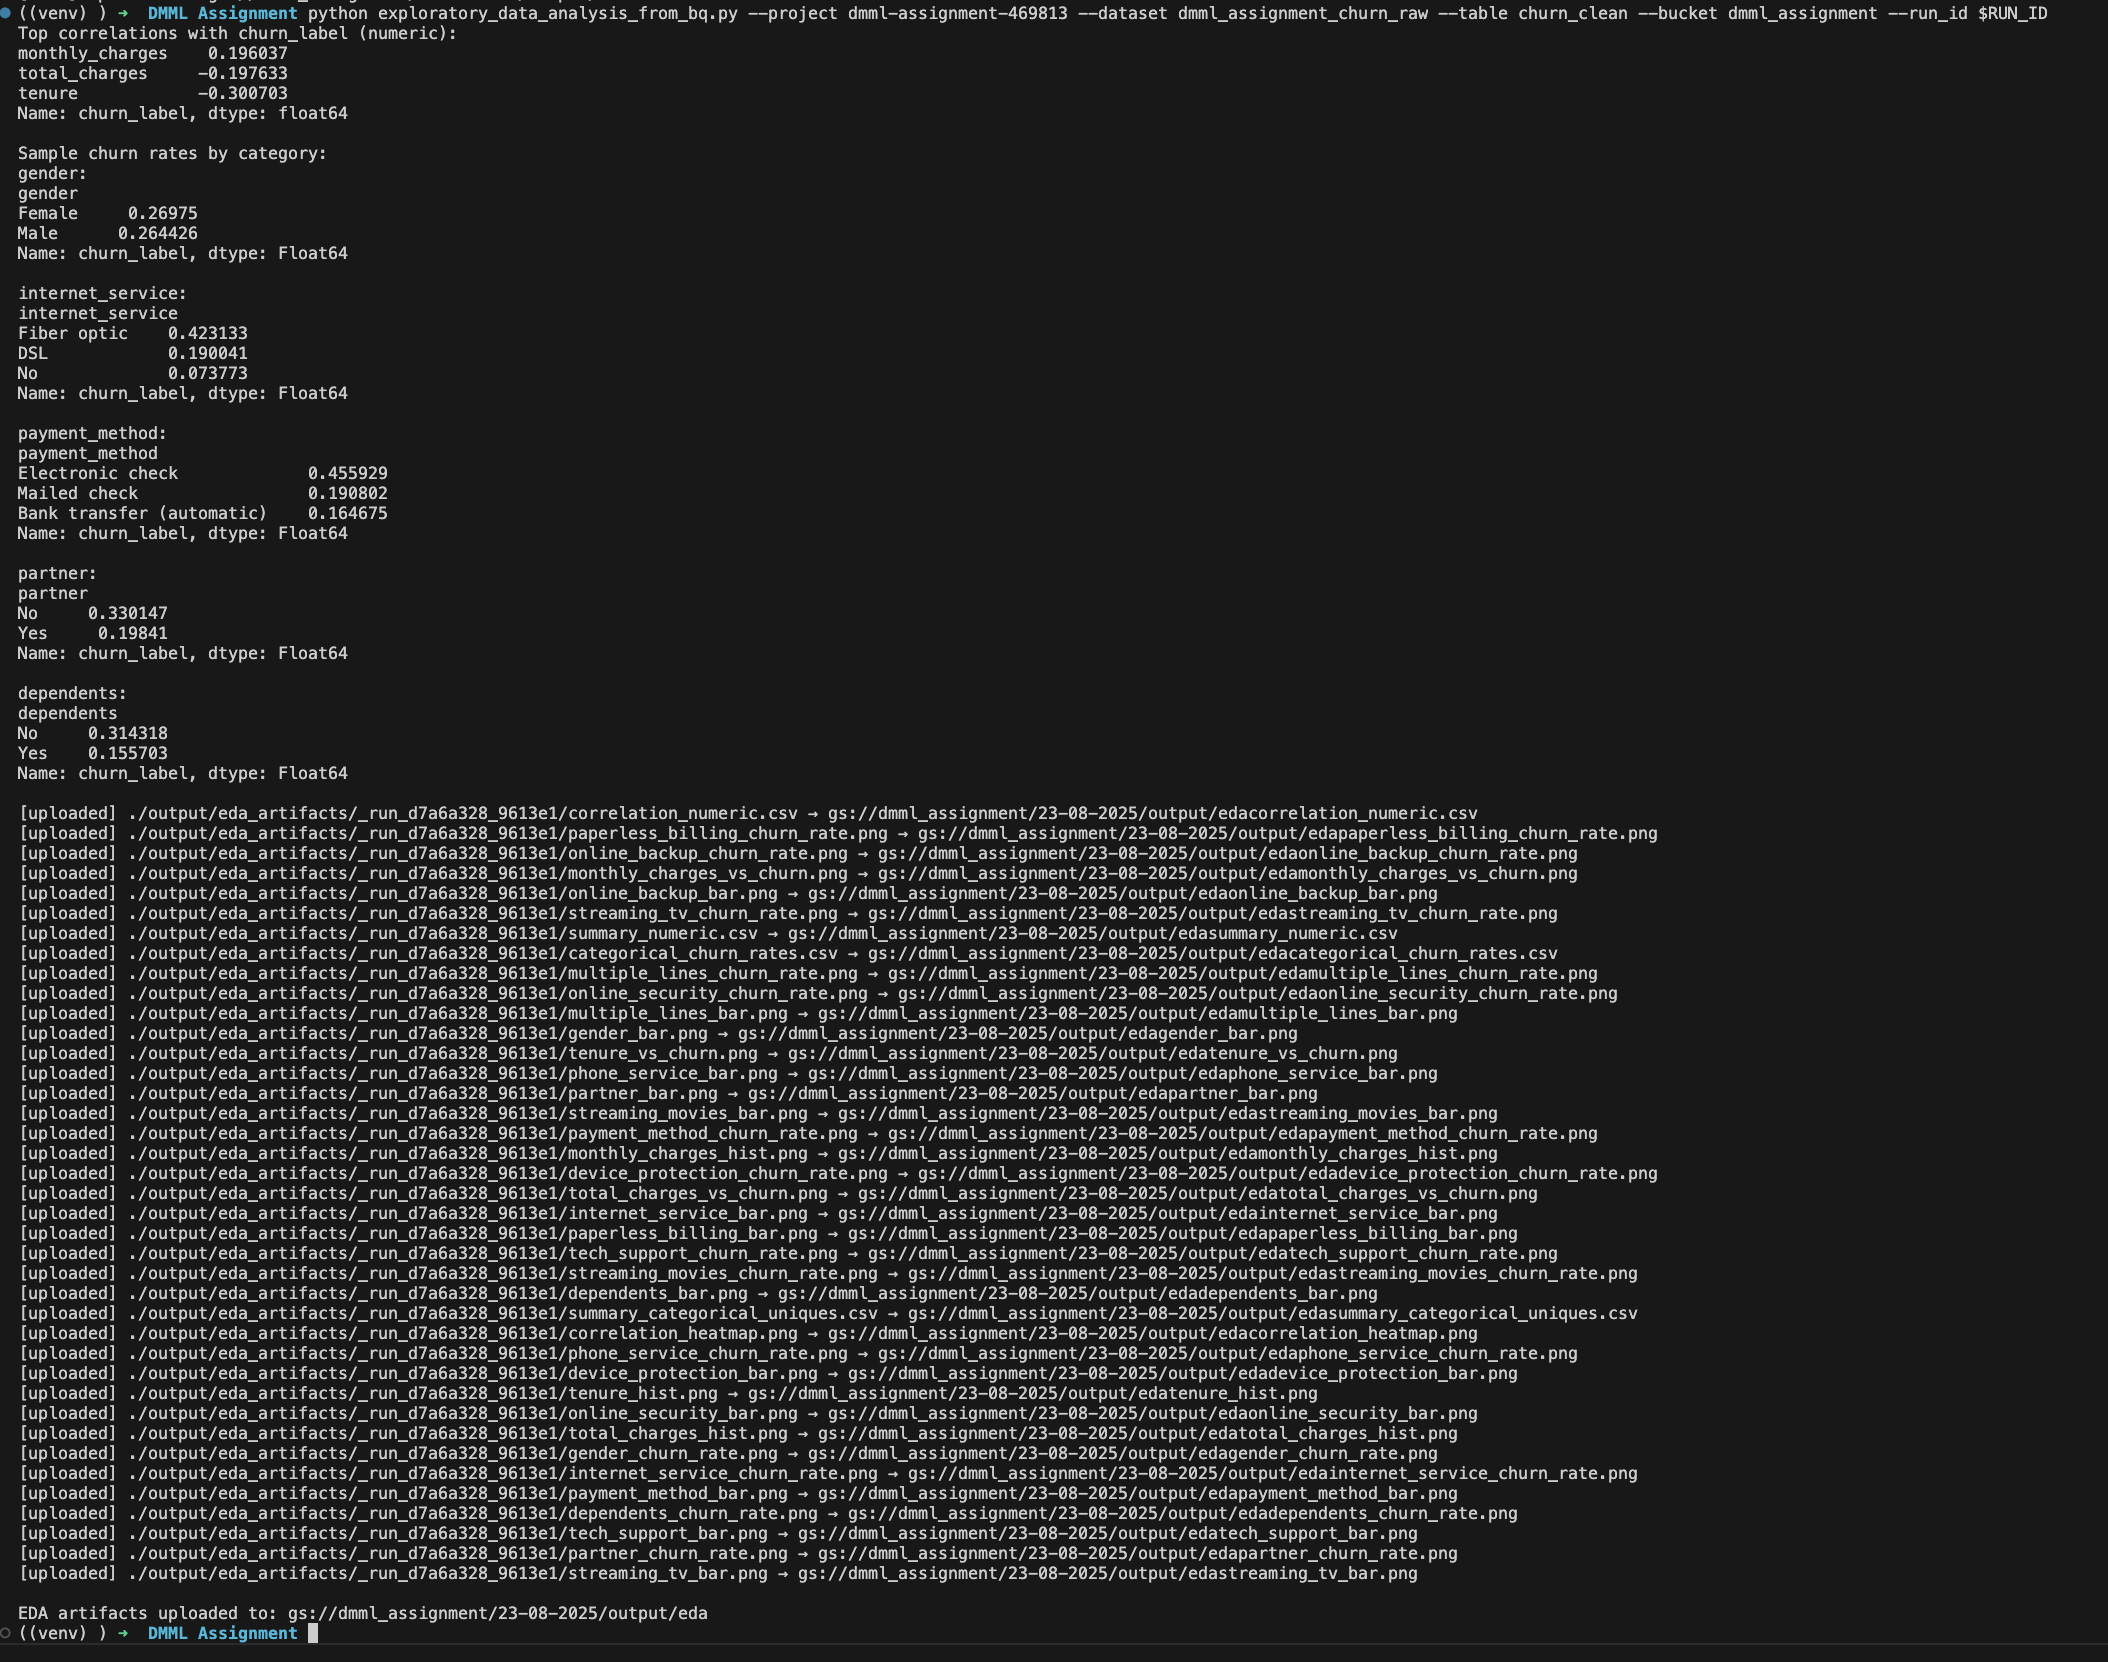 ((venv) ) → DMML Assignment python exploratory_data_analysis_from_bq.py --project dmml-assignment-469813 --dataset dmml_assignment_churn_raw --table churn_clean --bucket dmml_assignment --run_id $RUN_ID
Top correlations with churn_label (numeric):
monthly_charges    0.196037
total_charges     -0.197633
tenure            -0.300703
Name: churn_label, dtype: float64

Sample churn rates by category:
gender:
gender
Female     0.26975
Male      0.264426
Name: churn_label, dtype: Float64

internet_service:
internet_service
Fiber optic    0.423133
DSL            0.190041
No             0.073773
Name: churn_label, dtype: Float64

payment_method:
payment_method
Electronic check             0.455929
Mailed check                 0.190802
Bank transfer (automatic)    0.164675
Name: churn_label, dtype: Float64

partner:
partner
No     0.330147
Yes     0.19841
Name: churn_label, dtype: Float64

dependents:
dependents
No     0.314318
Yes    0.155703
Name: churn_label, dtype: Float64

[uploaded] ./output/eda_artifacts/_run_d7a6a328_9613e1/correlation_numeric.csv → gs://dmml_assignment/23-08-2025/output/edacorrelation_numeric.csv
[uploaded] ./output/eda_artifacts/_run_d7a6a328_9613e1/paperless_billing_churn_rate.png → gs://dmml_assignment/23-08-2025/output/edapaperless_billing_churn_rate.png
[uploaded] ./output/eda_artifacts/_run_d7a6a328_9613e1/online_backup_churn_rate.png → gs://dmml_assignment/23-08-2025/output/edaonline_backup_churn_rate.png
[uploaded] ./output/eda_artifacts/_run_d7a6a328_9613e1/monthly_charges_vs_churn.png → gs://dmml_assignment/23-08-2025/output/edamonthly_charges_vs_churn.png
[uploaded] ./output/eda_artifacts/_run_d7a6a328_9613e1/online_backup_bar.png → gs://dmml_assignment/23-08-2025/output/edaonline_backup_bar.png
[uploaded] ./output/eda_artifacts/_run_d7a6a328_9613e1/streaming_tv_churn_rate.png → gs://dmml_assignment/23-08-2025/output/edastreaming_tv_churn_rate.png
[uploaded] ./output/eda_artifacts/_run_d7a6a328_9613e1/summary_numeric.csv → gs://dmml_assignment/23-08-2025/output/edasummary_numeric.csv
[uploaded] ./output/eda_artifacts/_run_d7a6a328_9613e1/categorical_churn_rates.csv → gs://dmml_assignment/23-08-2025/output/edacategorical_churn_rates.csv
[uploaded] ./output/eda_artifacts/_run_d7a6a328_9613e1/multiple_lines_churn_rate.png → gs://dmml_assignment/23-08-2025/output/edamultiple_lines_churn_rate.png
[uploaded] ./output/eda_artifacts/_run_d7a6a328_9613e1/online_security_churn_rate.png → gs://dmml_assignment/23-08-2025/output/edaonline_security_churn_rate.png
[uploaded] ./output/eda_artifacts/_run_d7a6a328_9613e1/multiple_lines_bar.png → gs://dmml_assignment/23-08-2025/output/edamultiple_lines_bar.png
[uploaded] ./output/eda_artifacts/_run_d7a6a328_9613e1/gender_bar.png → gs://dmml_assignment/23-08-2025/output/edagender_bar.png
[uploaded] ./output/eda_artifacts/_run_d7a6a328_9613e1/tenure_vs_churn.png → gs://dmml_assignment/23-08-2025/output/edatenure_vs_churn.png
[uploaded] ./output/eda_artifacts/_run_d7a6a328_9613e1/phone_service_bar.png → gs://dmml_assignment/23-08-2025/output/edaphone_service_bar.png
[uploaded] ./output/eda_artifacts/_run_d7a6a328_9613e1/partner_bar.png → gs://dmml_assignment/23-08-2025/output/edapartner_bar.png
[uploaded] ./output/eda_artifacts/_run_d7a6a328_9613e1/streaming_movies_bar.png → gs://dmml_assignment/23-08-2025/output/edastreaming_movies_bar.png
[uploaded] ./output/eda_artifacts/_run_d7a6a328_9613e1/payment_method_churn_rate.png → gs://dmml_assignment/23-08-2025/output/edapayment_method_churn_rate.png
[uploaded] ./output/eda_artifacts/_run_d7a6a328_9613e1/monthly_charges_hist.png → gs://dmml_assignment/23-08-2025/output/edamonthly_charges_hist.png
[uploaded] ./output/eda_artifacts/_run_d7a6a328_9613e1/device_protection_churn_rate.png → gs://dmml_assignment/23-08-2025/output/edadevice_protection_churn_rate.png
[uploaded] ./output/eda_artifacts/_run_d7a6a328_9613e1/total_charges_vs_churn.png → gs://dmml_assignment/23-08-2025/output/edatotal_charges_vs_churn.png
[uploaded] ./output/eda_artifacts/_run_d7a6a328_9613e1/internet_service_bar.png → gs://dmml_assignment/23-08-2025/output/edainternet_service_bar.png
[uploaded] ./output/eda_artifacts/_run_d7a6a328_9613e1/paperless_billing_bar.png → gs://dmml_assignment/23-08-2025/output/edapaperless_billing_bar.png
[uploaded] ./output/eda_artifacts/_run_d7a6a328_9613e1/tech_support_churn_rate.png → gs://dmml_assignment/23-08-2025/output/edatech_support_churn_rate.png
[uploaded] ./output/eda_artifacts/_run_d7a6a328_9613e1/streaming_movies_churn_rate.png → gs://dmml_assignment/23-08-2025/output/edastreaming_movies_churn_rate.png
[uploaded] ./output/eda_artifacts/_run_d7a6a328_9613e1/dependents_bar.png → gs://dmml_assignment/23-08-2025/output/edadependents_bar.png
[uploaded] ./output/eda_artifacts/_run_d7a6a328_9613e1/summary_categorical_uniques.csv → gs://dmml_assignment/23-08-2025/output/edasummary_categorical_uniques.csv
[uploaded] ./output/eda_artifacts/_run_d7a6a328_9613e1/correlation_heatmap.png → gs://dmml_assignment/23-08-2025/output/edacorrelation_heatmap.png
[uploaded] ./output/eda_artifacts/_run_d7a6a328_9613e1/phone_service_churn_rate.png → gs://dmml_assignment/23-08-2025/output/edaphone_service_churn_rate.png
[uploaded] ./output/eda_artifacts/_run_d7a6a328_9613e1/device_protection_bar.png → gs://dmml_assignment/23-08-2025/output/edadevice_protection_bar.png
[uploaded] ./output/eda_artifacts/_run_d7a6a328_9613e1/tenure_hist.png → gs://dmml_assignment/23-08-2025/output/edatenure_hist.png
[uploaded] ./output/eda_artifacts/_run_d7a6a328_9613e1/online_security_bar.png → gs://dmml_assignment/23-08-2025/output/edaonline_security_bar.png
[uploaded] ./output/eda_artifacts/_run_d7a6a328_9613e1/total_charges_hist.png → gs://dmml_assignment/23-08-2025/output/edatotal_charges_hist.png
[uploaded] ./output/eda_artifacts/_run_d7a6a328_9613e1/gender_churn_rate.png → gs://dmml_assignment/23-08-2025/output/edagender_churn_rate.png
[uploaded] ./output/eda_artifacts/_run_d7a6a328_9613e1/internet_service_churn_rate.png → gs://dmml_assignment/23-08-2025/output/edainternet_service_churn_rate.png
[uploaded] ./output/eda_artifacts/_run_d7a6a328_9613e1/payment_method_bar.png → gs://dmml_assignment/23-08-2025/output/edapayment_method_bar.png
[uploaded] ./output/eda_artifacts/_run_d7a6a328_9613e1/dependents_churn_rate.png → gs://dmml_assignment/23-08-2025/output/edadependents_churn_rate.png
[uploaded] ./output/eda_artifacts/_run_d7a6a328_9613e1/tech_support_bar.png → gs://dmml_assignment/23-08-2025/output/edatech_support_bar.png
[uploaded] ./output/eda_artifacts/_run_d7a6a328_9613e1/partner_churn_rate.png → gs://dmml_assignment/23-08-2025/output/edapartner_churn_rate.png
[uploaded] ./output/eda_artifacts/_run_d7a6a328_9613e1/streaming_tv_bar.png → gs://dmml_assignment/23-08-2025/output/edastreaming_tv_bar.png

EDA artifacts uploaded to: gs://dmml_assignment/23-08-2025/output/eda
((venv) ) → DMML Assignment